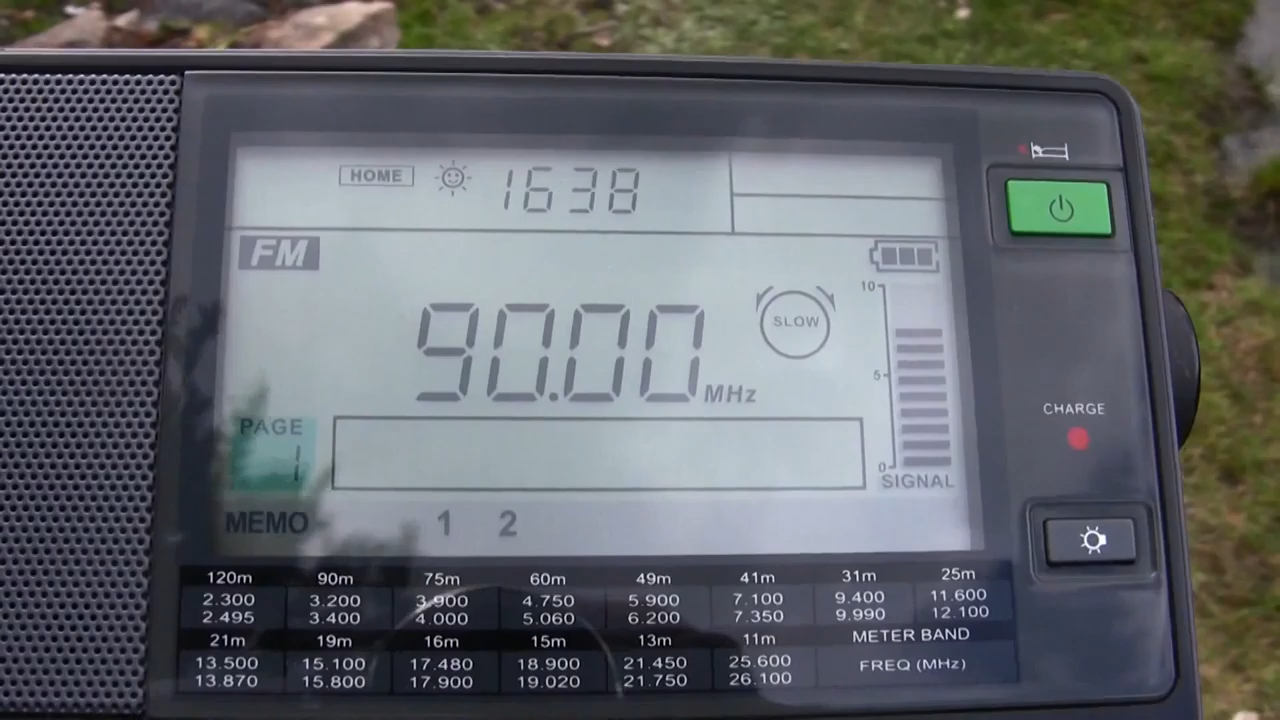 HOME 1638
FM
90.00 MHz
SLOW
10
5
0
SIGNAL
PAGE
1
MEMO 1 2
CHARGE
120m 90m 75m 60m 49m 41m 31m 25m
2.300 3.200 3.900 4.750 5.900 7.100 9.400 11.600
2.495 3.400 4.000 5.060 6.200 7.350 9.990 12.100
21m 19m 16m 15m 13m 11m METER BAND
13.500 15.100 17.480 18.900 21.450 25.600 FREQ (MHz)
13.870 15.800 17.900 19.020 21.750 26.100